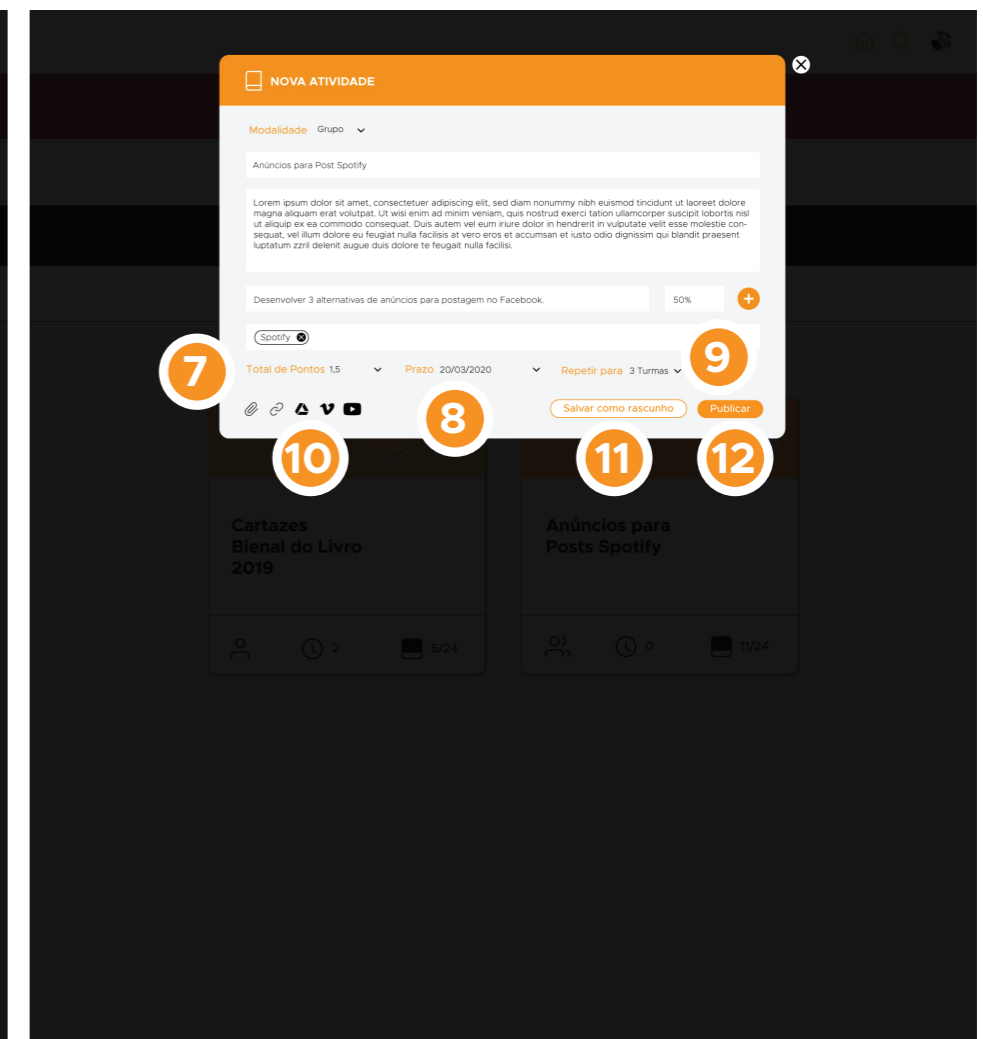 NOVA ATIVIDADE
Modalidade Grupo
Anúncios para Post Spotify
Lorem ipsum dolor sit amet, consectetuer adipiscing elit, sed diam nonummy nibh euismod tincidunt ut laoreet dolore
magna aliquam erat volutpat. Ut wisi enim ad minim veniam, quis nostrud exerci tation ullamcorper suscipit lobortis nisl
ut aliquip ex ea commodo consequat. Duis autem vel eum iriure dolor in hendrerit in vulputate velit esse molestie con-
sequat, vel illum dolore eu feugiat nulla facilisis at vero eros et accumsan et iusto odio dignissim qui blandit praesent
luptatum zzril delenit augue duis dolore te feugait nulla facilisi.
Desenvolver 3 alternativas de anúncios para postagem no Facebook. 50%
Spotify
7 Total de Pontos 1,5 Prazo 20/03/2020 Repetir para 3 Turmas 9
8 Salvar como rascunho Publicar
10 11 12
Cartazes
Bienal do Livro
2019
Anúncios para
Posts Spotify
2 5/24
0 11/24